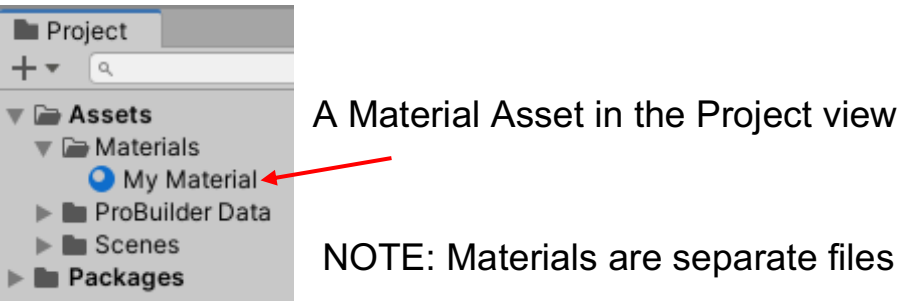 Project
Assets
A Material Asset in the Project view
Materials
My Material
ProBuilder Data
Scenes
NOTE: Materials are separate files
Packages